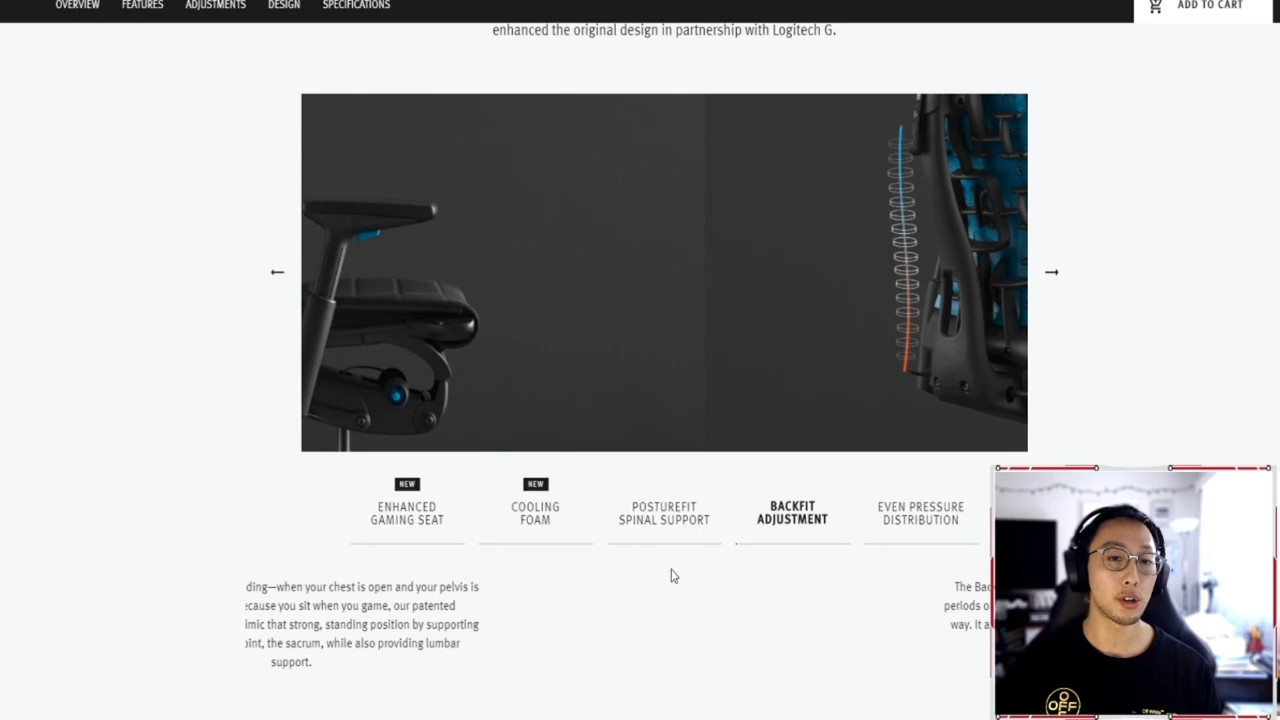 OVERVIEW FEATURES ADJUSTMENTS DESIGN SPECIFICATIONS ADD TO CART
enhanced the original design in partnership with Logitech G.
NEW NEW
ENHANCED GAMING SEAT
COOLING FOAM
POSTUREFIT SPINAL SUPPORT
BACKFIT ADJUSTMENT
EVEN PRESSURE DISTRIBUTION
ding—when your chest is open and your pelvis is
ecause you sit when you game, our patented
imic that strong, standing position by supporting
oint, the sacrum, while also providing lumbar
support.
The Bac
periods o
way. It a
OFF